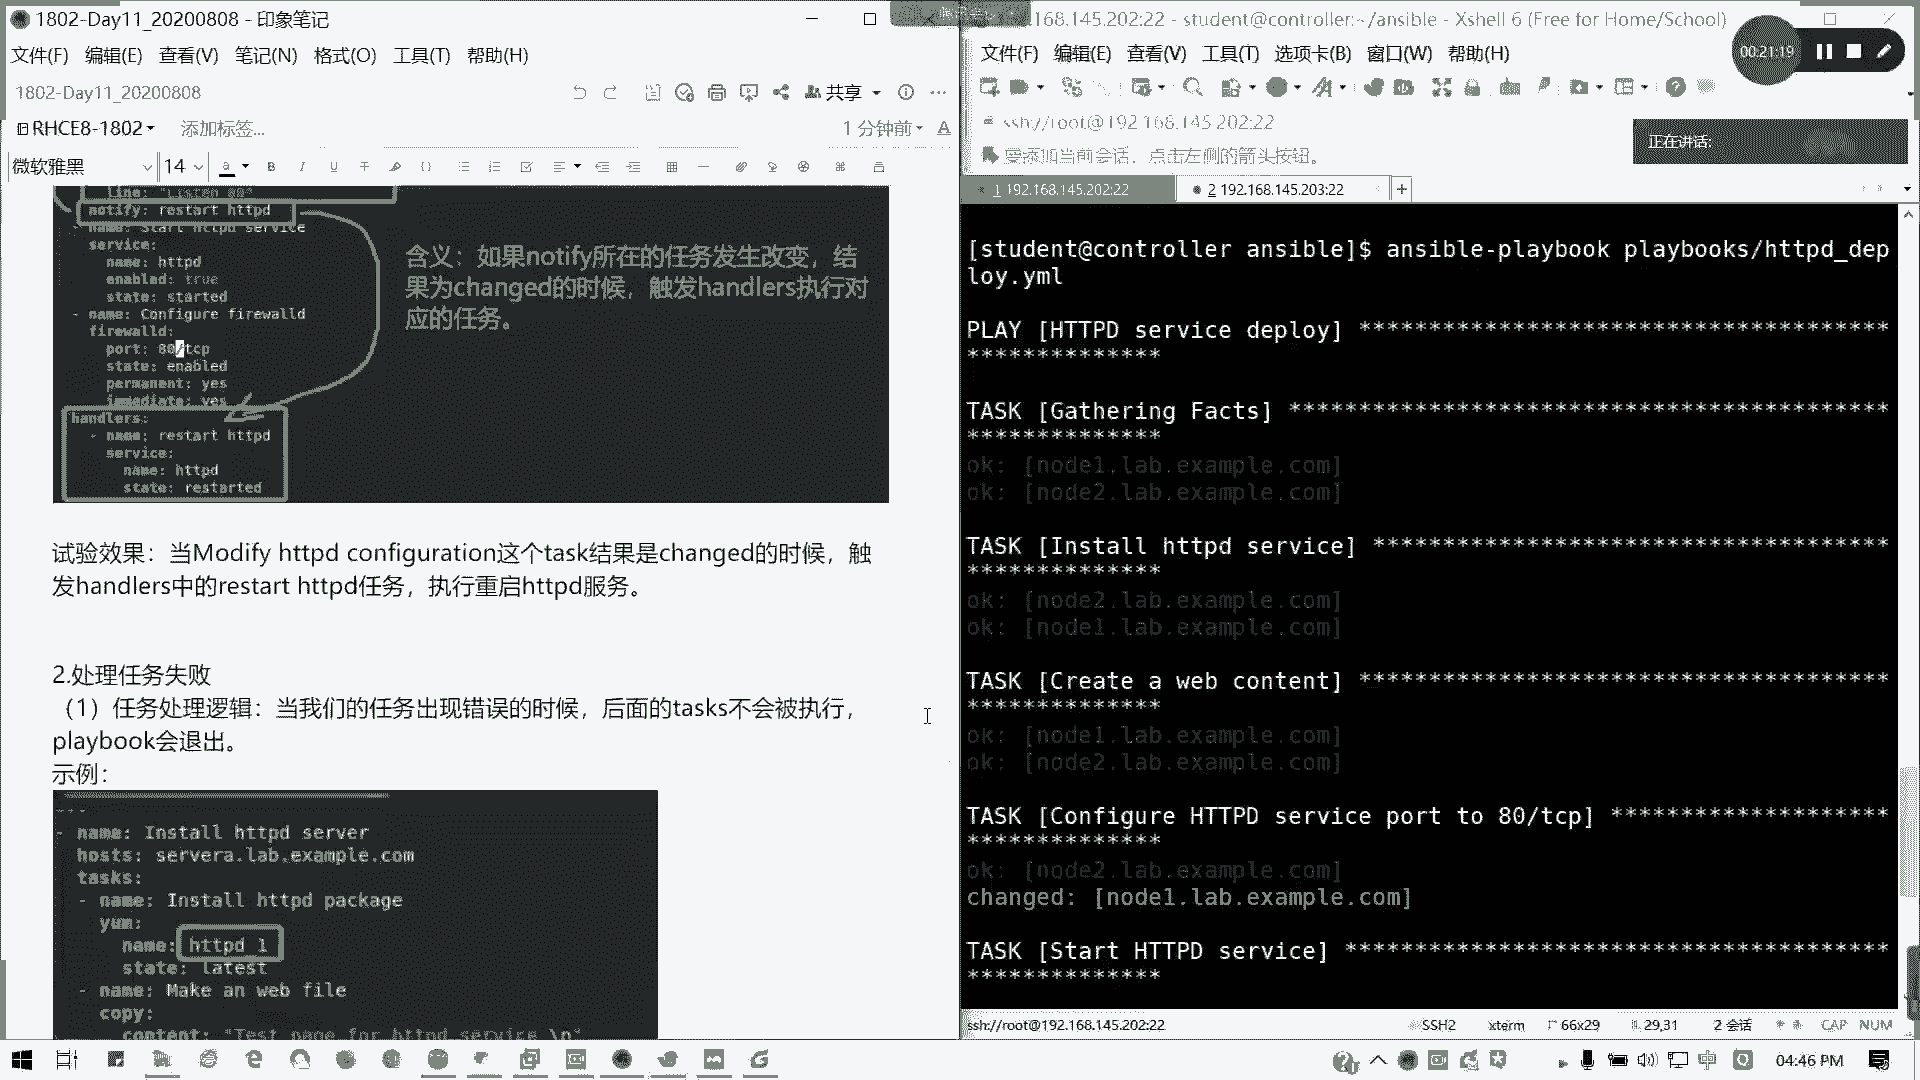 1802-Day11_20200808 - 印象笔记
文件(F) 编辑(E) 查看(V) 笔记(N) 格式(O) 工具(T) 帮助(H)
1802-Day11_20200808
共享
RHCE8-1802 添加标签...
1 分钟前
微软雅黑 14
line: "Listen 80"
notify: restart httpd
- name: Start httpd service
service:
name: httpd
enabled: true
state: started
- name: Configure firewalld
firewalld:
port: 80/tcp
state: enabled
permanent: yes
immediate: yes
handlers:
- name: restart httpd
service:
name: httpd
state: restarted
含义：如果notify所在的任务发生改变，结
果为changed的时候，触发handlers执行对
应的任务。
试验效果：当Modify httpd configuration这个task结果是changed的时候，触
发handlers中的restart httpd任务，执行重启httpd服务。
2.处理任务失败
（1）任务处理逻辑：当我们的任务出现错误的时候，后面的tasks不会被执行，
playbook会退出。
示例：
---
- name: Install httpd server
hosts: servera.lab.example.com
tasks:
- name: Install httpd package
yum:
name: httpd 1
state: latest
- name: Make an web file
copy:
content: "Test page for httpd service \n"
.168.145.202:22 - student@controller:~/ansible - Xshell 6 (Free for Home/School)
文件(F) 编辑(E) 查看(V) 工具(T) 选项卡(B) 窗口(W) 帮助(H)
00:21:19
ssh://root@192.168.145.202:22
要添加当前会话，点击左侧的箭头按钮。
正在讲话:
1 192.168.145.202:22
2 192.168.145.203:22
[student@controller ansible]$ ansible-playbook playbooks/httpd_dep
loy.yml
PLAY [HTTPD service deploy] *************************************
**************
TASK [Gathering Facts] ******************************************
**************
ok: [node1.lab.example.com]
ok: [node2.lab.example.com]
TASK [Install httpd service] ************************************
**************
ok: [node2.lab.example.com]
ok: [node1.lab.example.com]
TASK [Create a web content] *************************************
**************
ok: [node1.lab.example.com]
ok: [node2.lab.example.com]
TASK [Configure HTTPD service port to 80/tcp] ********************
**************
ok: [node2.lab.example.com]
changed: [node1.lab.example.com]
TASK [Start HTTPD service] **************************************
**************
ssh://root@192.168.145.202:22 SSH2 xterm 66x29 29,31 2 会话 CAP NUM
中 04:46 PM